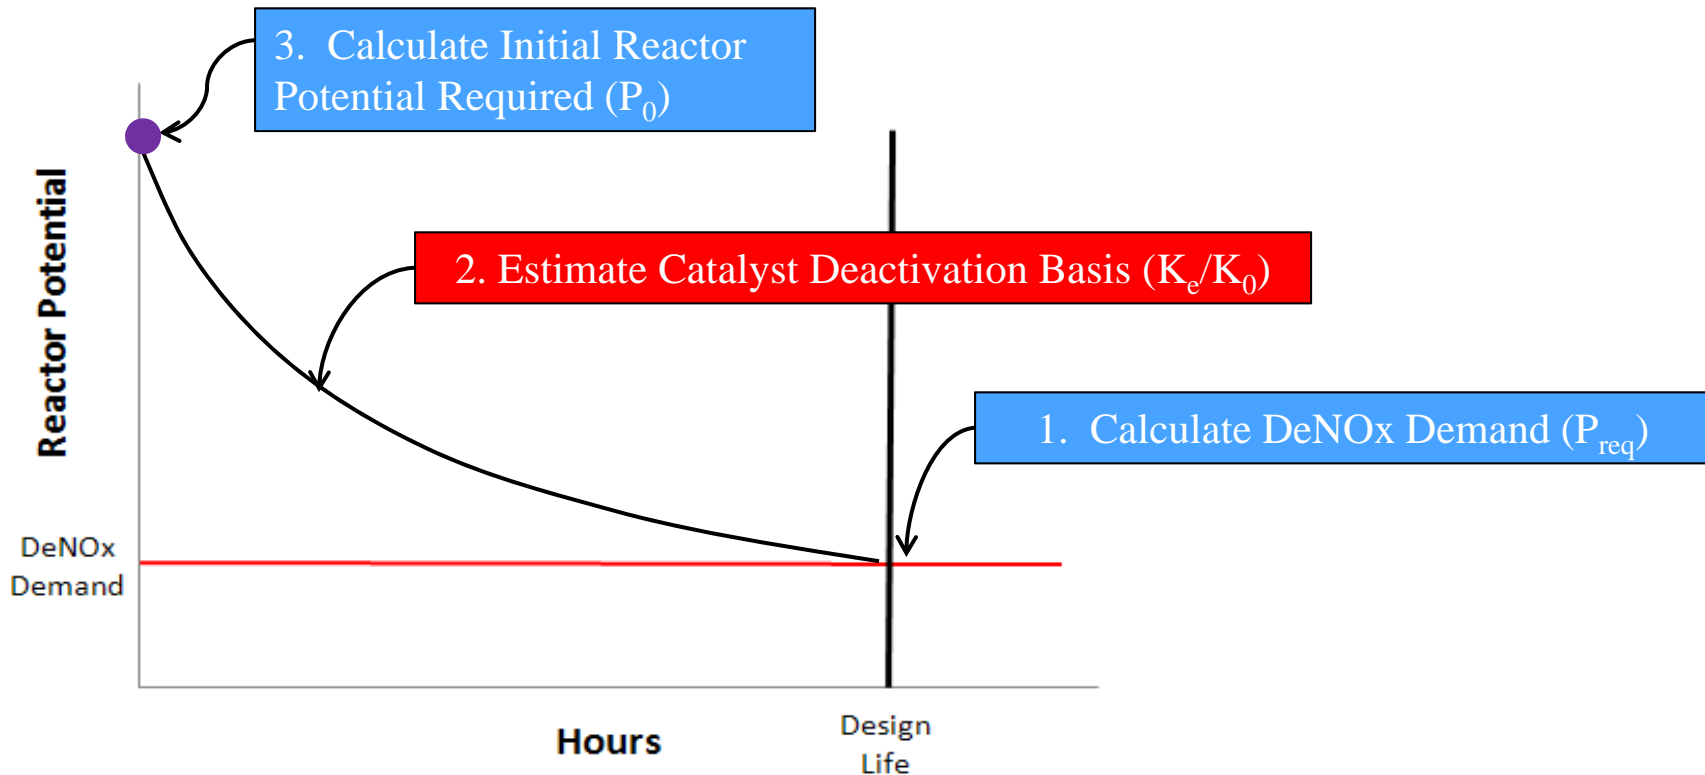 3.  Calculate Initial Reactor
Potential Required (P0)
2. Estimate Catalyst Deactivation Basis (Ke/K0)
1.  Calculate DeNOx Demand (Preq)
Reactor Potential
DeNOx
Demand
Hours
Design
Life